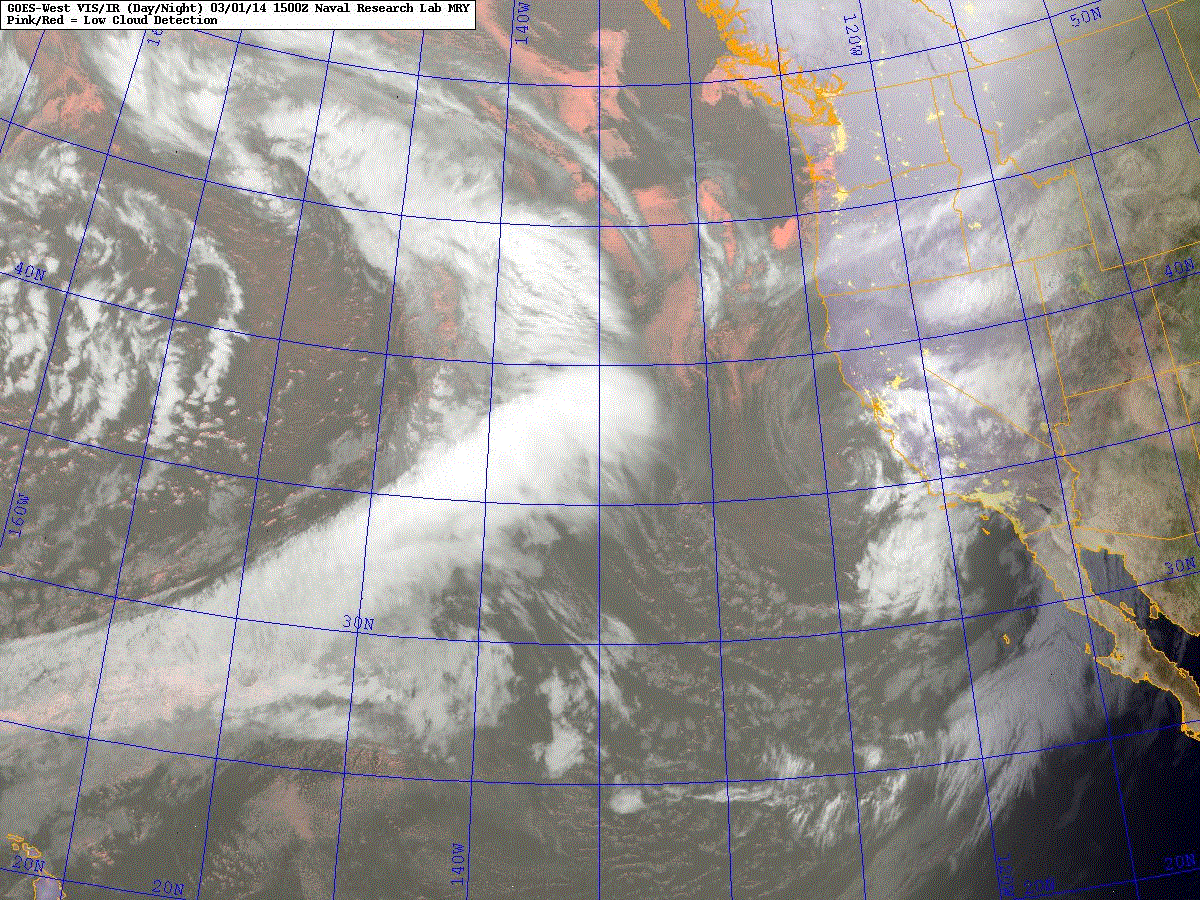 GOES-West VIS/IR (Day/Night) 03/01/14 1500Z Naval Research Lab MRY
Pink/Red = Low Cloud Detection
140W
120W
50N
40N
40N
160W
30N
30N
140W
20N
20N
20N